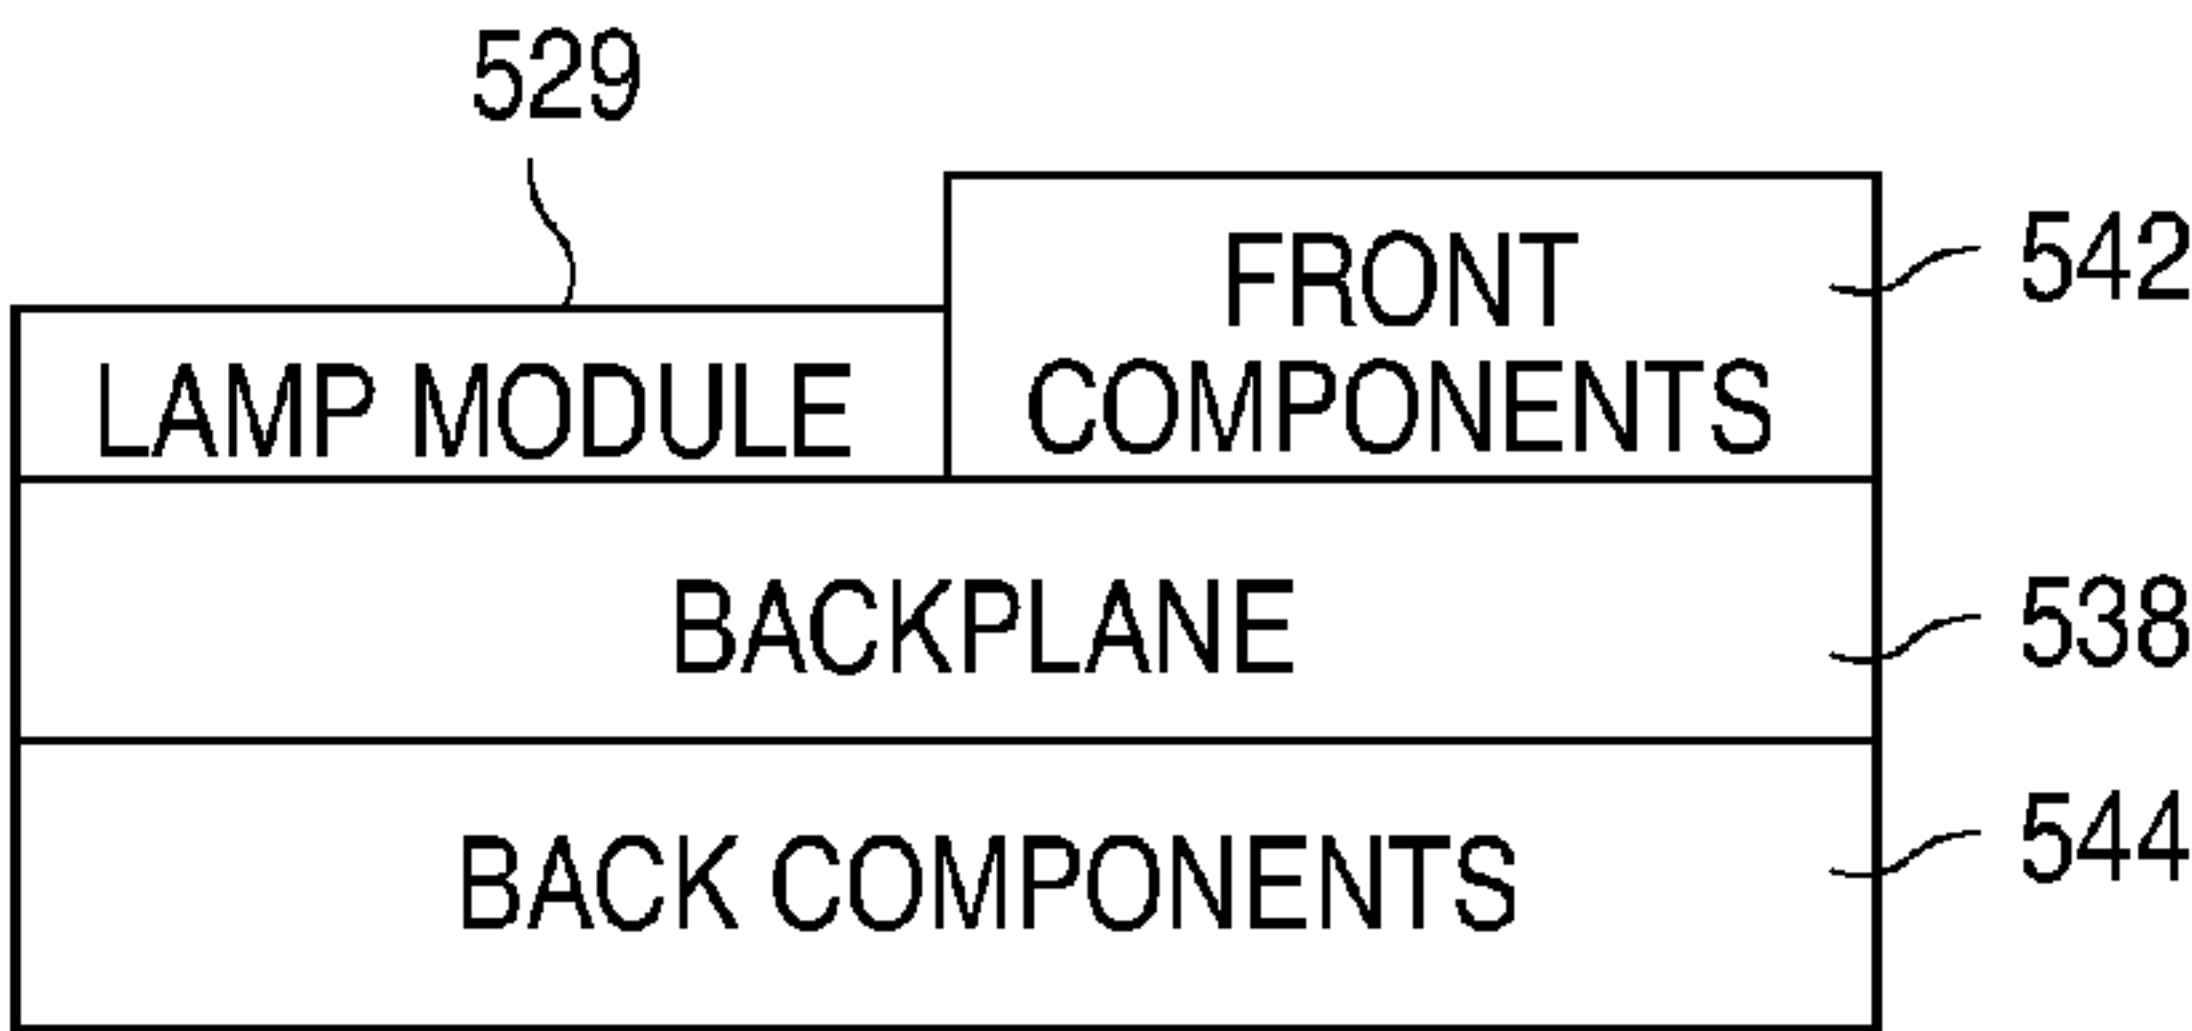 529
FRONT
COMPONENTS
542
LAMP MODULE
BACKPLANE
538
BACK COMPONENTS
544